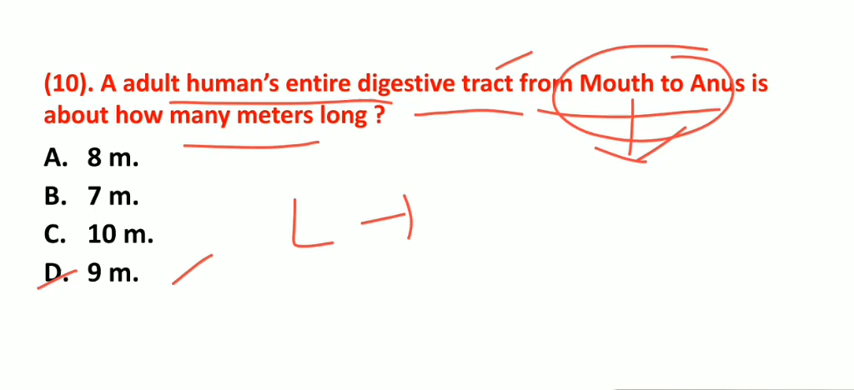 (10). A adult human's entire digestive tract from Mouth to Anus is
about how many meters long ?
A. 8 m.
B. 7 m.
C. 10 m.
D. 9 m.
L